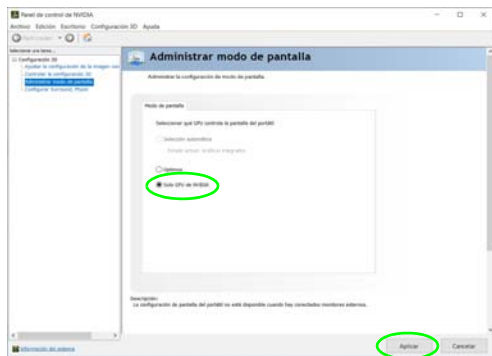 Panel de control de NVIDIA
Archivo Edición Escritorio Configuración 3D Ayuda
Seleccionar una tarea...
Configuración 3D
Ajustar la configuración de la imagen con
Controlar la configuración 3D
Administrar modo de pantalla
Configurar Surround, PhysX
Administrar modo de pantalla
Administrar la configuración de modo de pantalla.
Modo de pantalla
Seleccionar qué GPU controla la pantalla del portátil:
Selección automática
Optimus
Solo GPU de NVIDIA
Descripción:
La configuración de pantalla del portátil no está disponible cuando hay conectados monitores externos.
Información del sistema
Aplicar
Cancelar